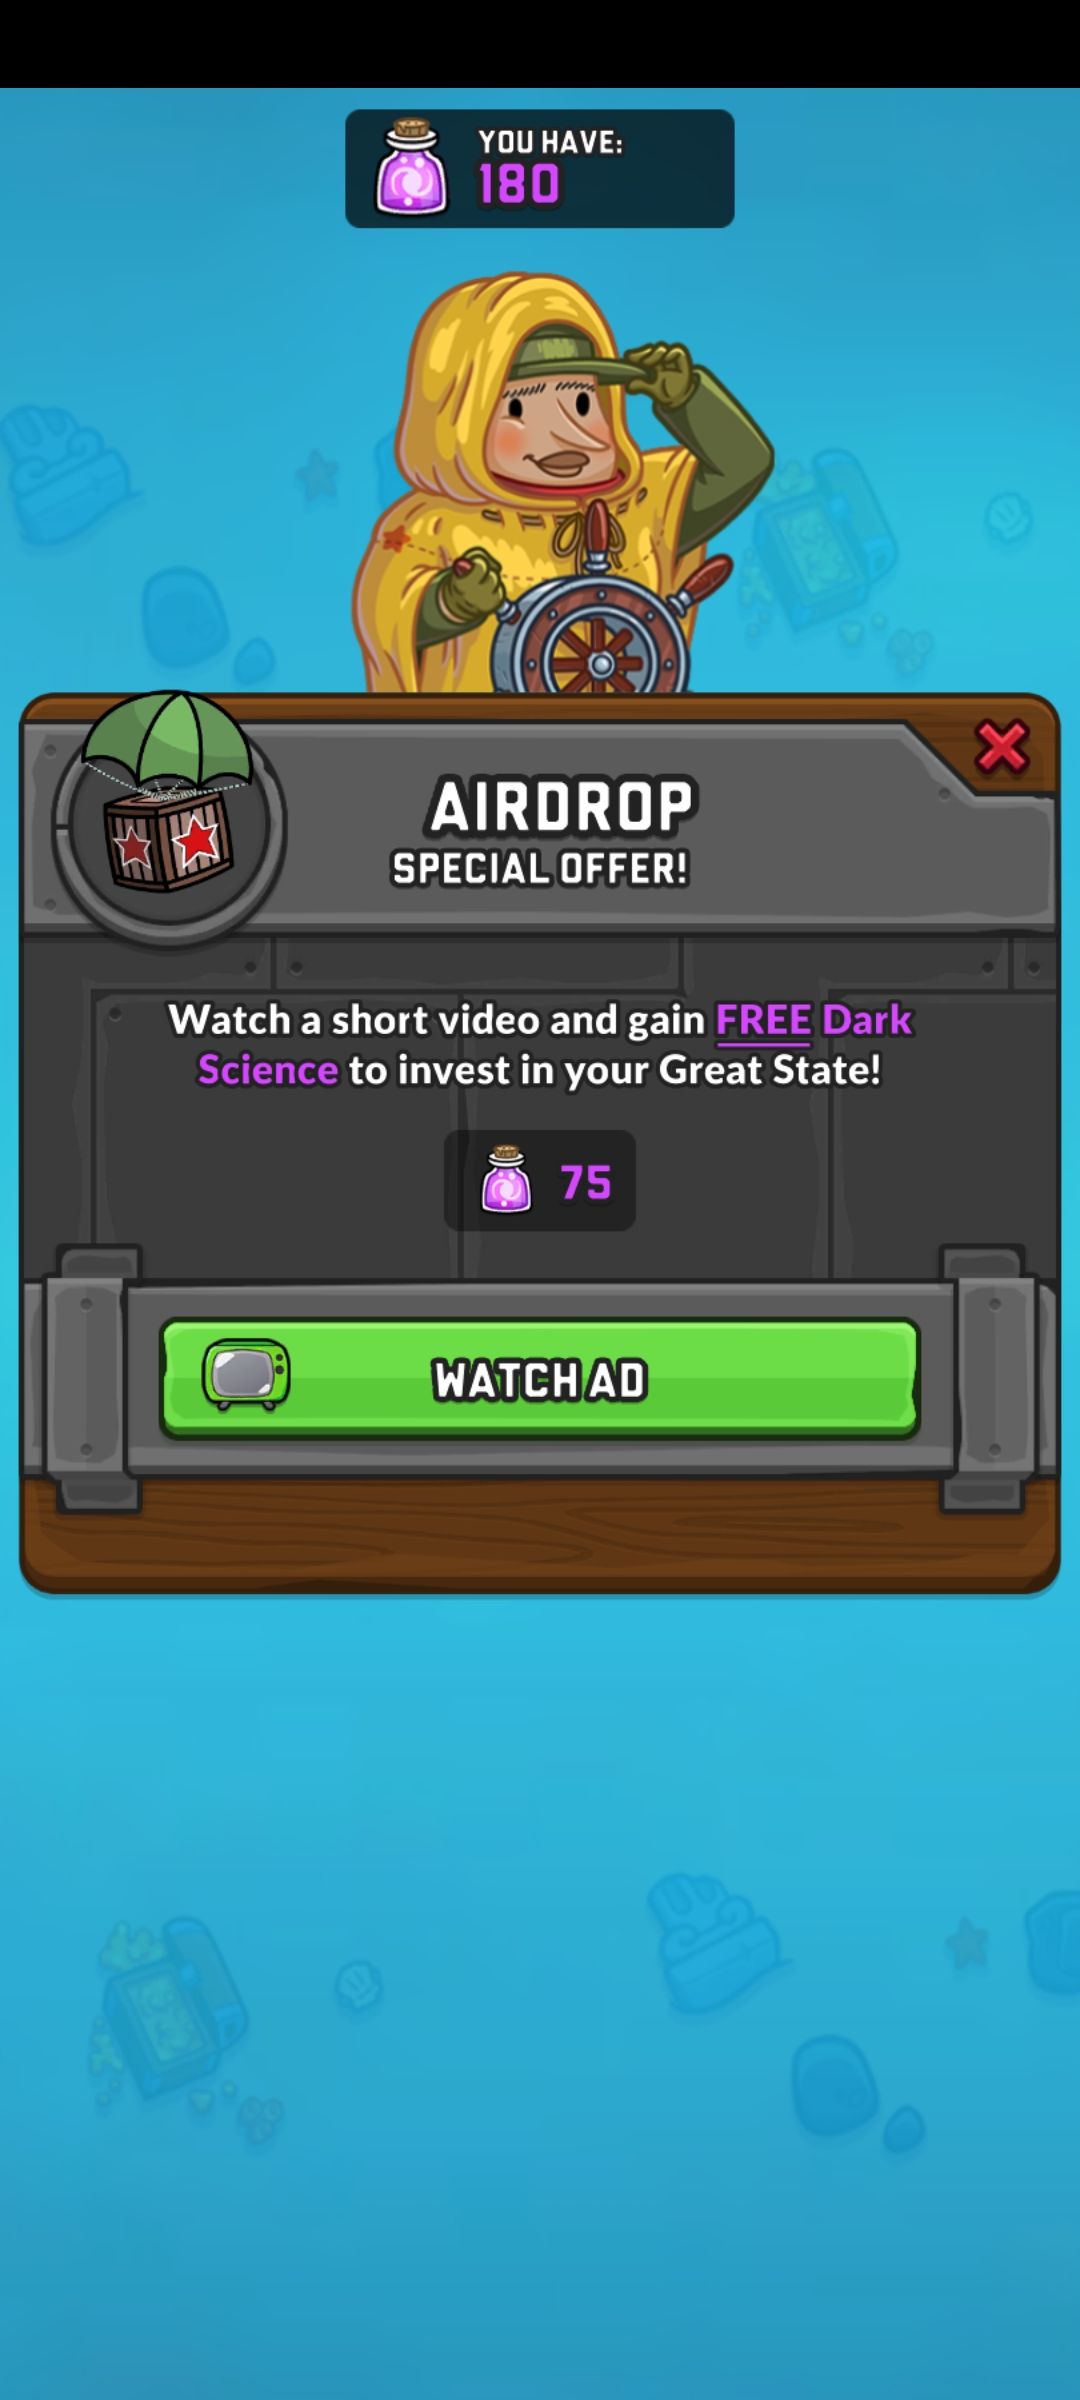 YOU HAVE:
180
AIRDROP
SPECIAL OFFER!
Watch a short video and gain FREE Dark
Science to invest in your Great State!
75
WATCH AD